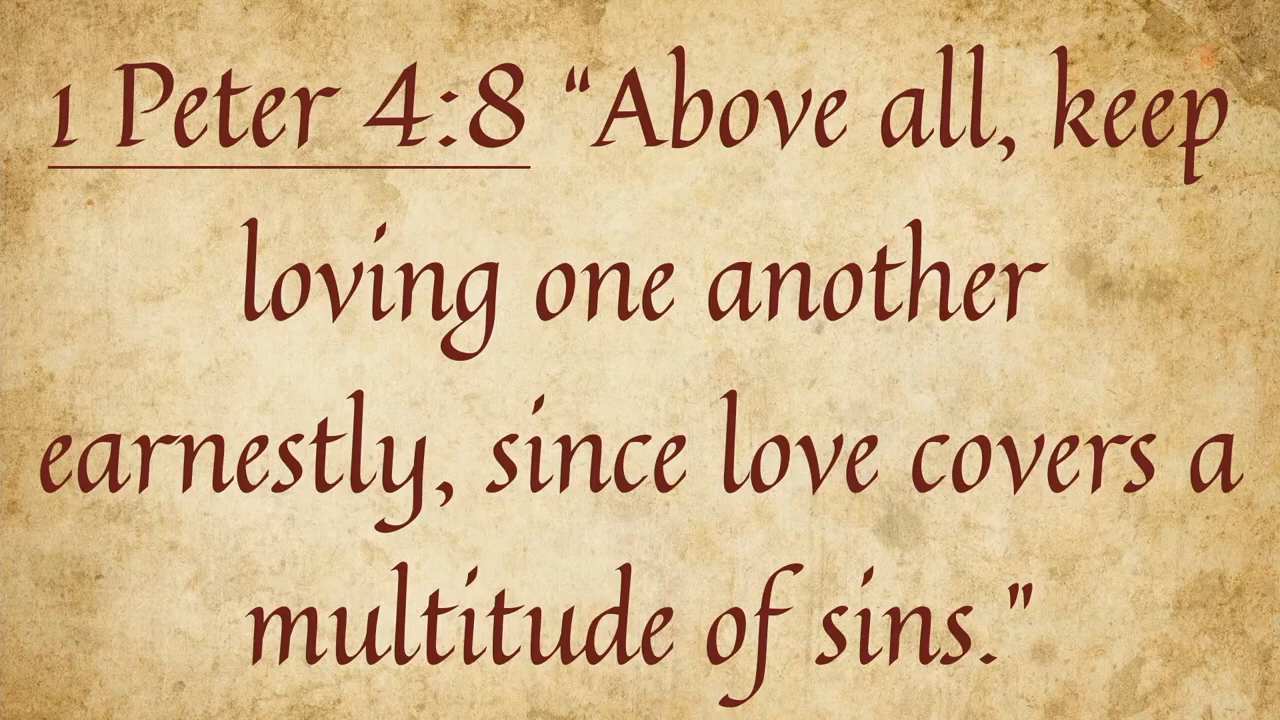 1 Peter 4:8 “Above all, keep
loving one another
earnestly, since love covers a
multitude of sins.”